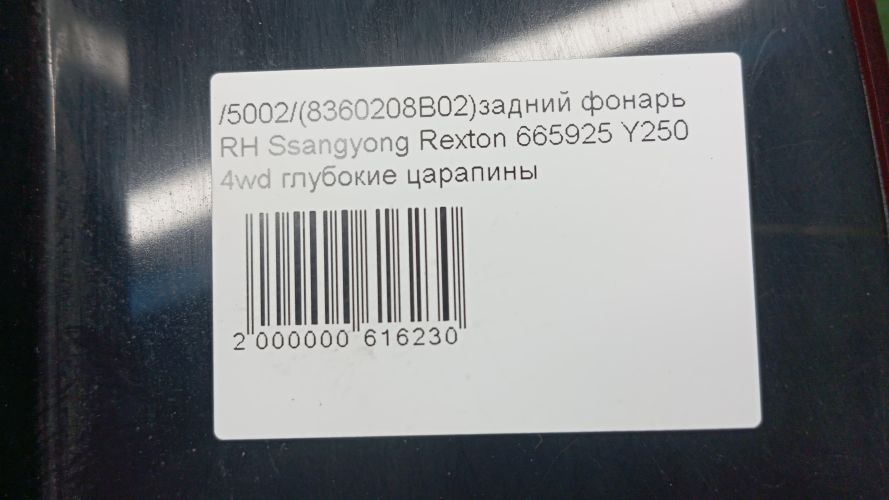 /5002/(8360208B02)задний фонарь
RH Ssangyong Rexton 665925 Y250
4wd глубокие царапины
2 000000 616230